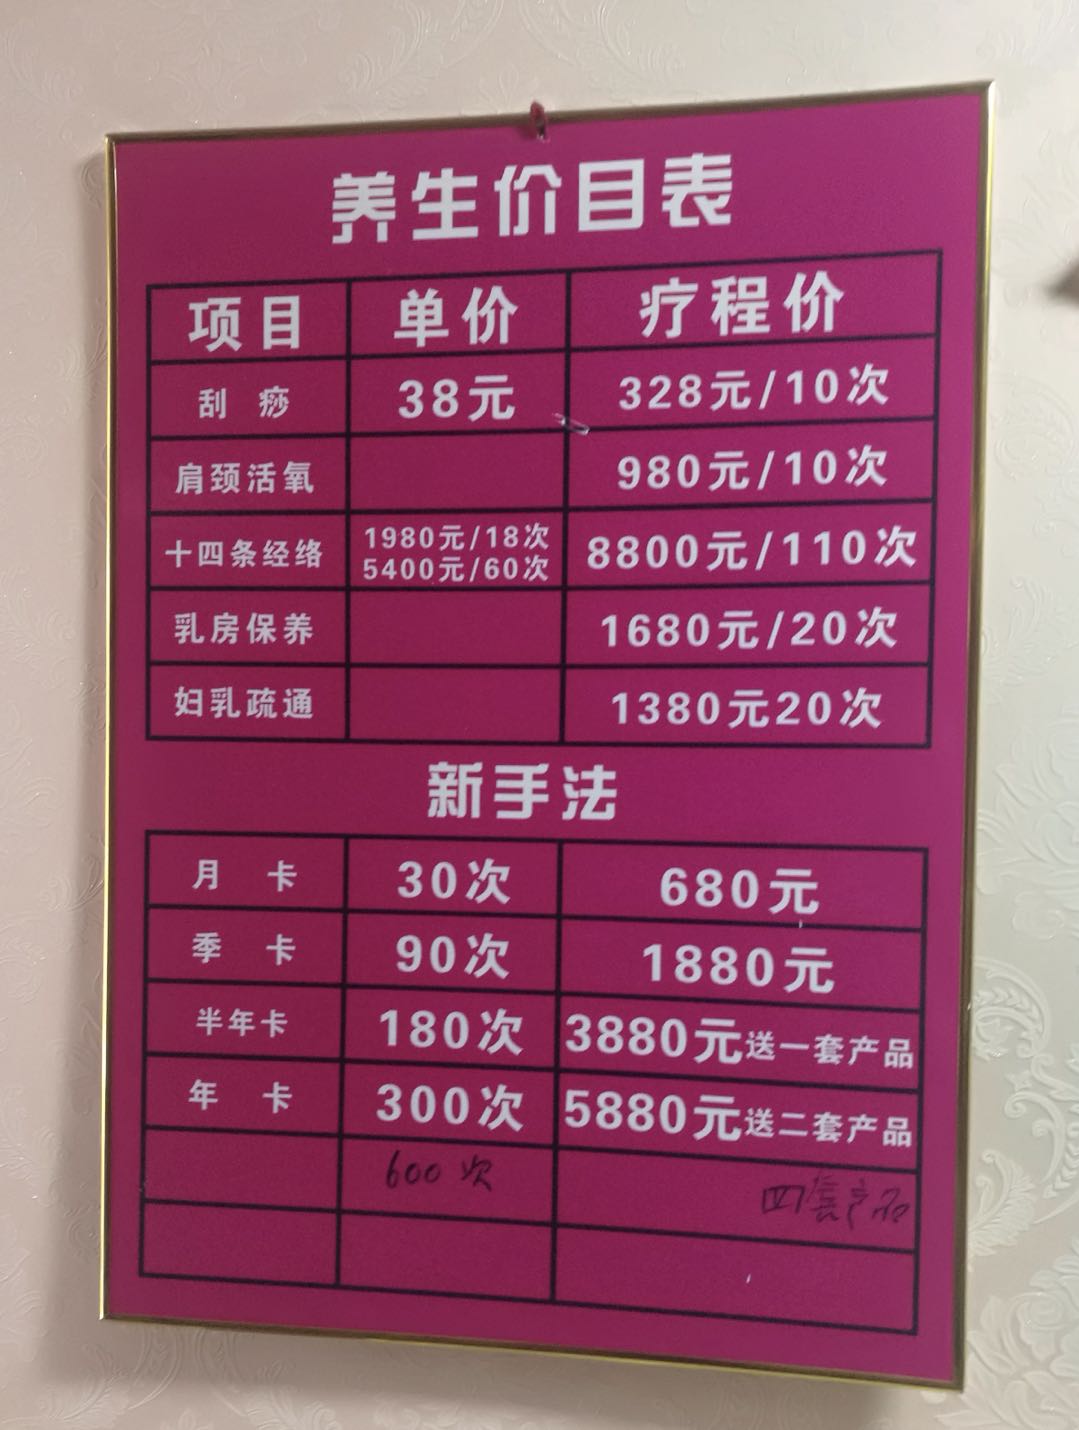 养生价目表
项目 单价 疗程价
刮 痧 38元 328元/10次
肩颈活氧 980元/10次
十四条经络 1980元/18次 5400元/60次 8800元/110次
乳房保养 1680元/20次
妇乳疏通 1380元20次
新手法
月 卡 30次 680元
季 卡 90次 1880元
半年卡 180次 3880元送一套产品
年 卡 300次 5880元送二套产品
600次 四套产品